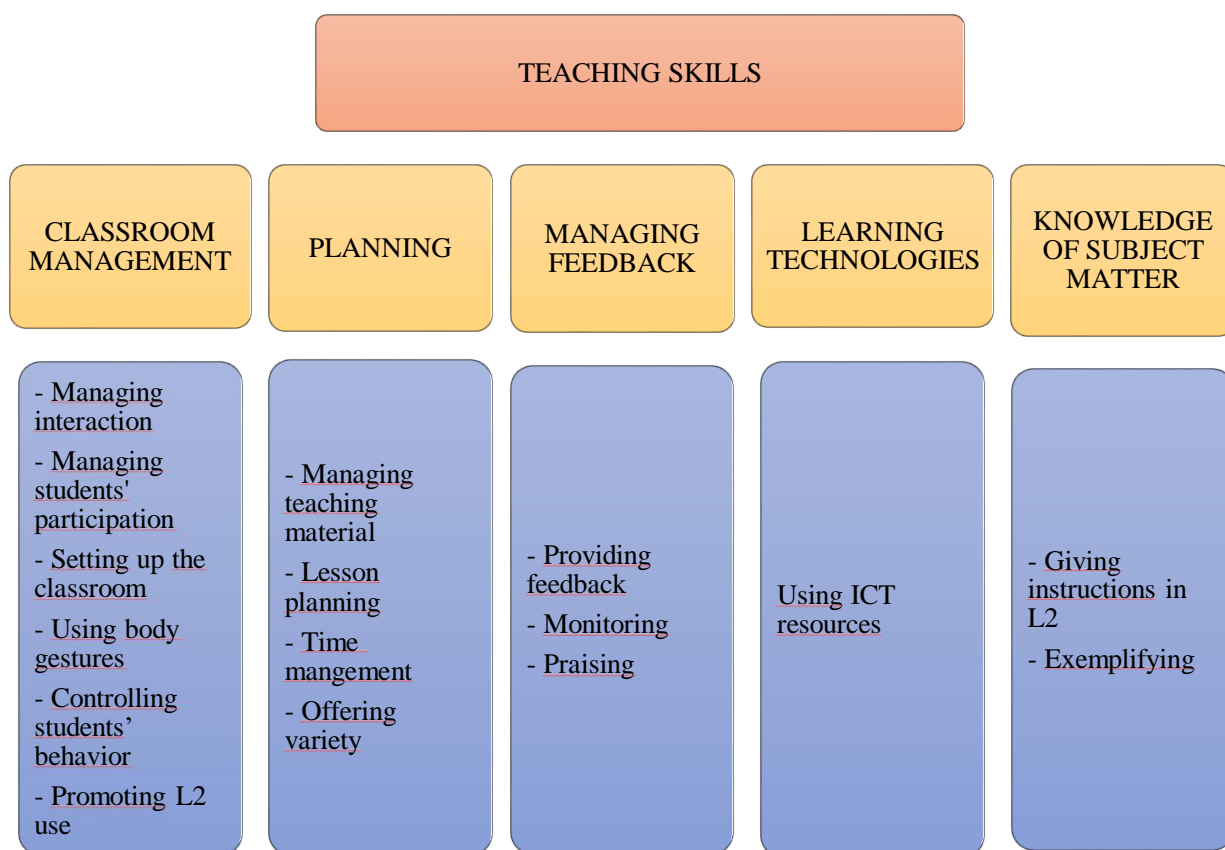 TEACHING SKILLS
CLASSROOM
MANAGEMENT
PLANNING
MANAGING
FEEDBACK
LEARNING
TECHNOLOGIES
KNOWLEDGE
OF SUBJECT
MATTER
- Managing
interaction
- Managing
students'
participation
- Setting up the
classroom
- Using body
gestures
- Controlling
students’
behavior
- Promoting L2
use
- Managing
teaching
material
- Lesson
planning
- Time
mangement
- Offering
variety
- Providing
feedback
- Monitoring
- Praising
Using ICT
resources
- Giving
instructions in
L2
- Exemplifying